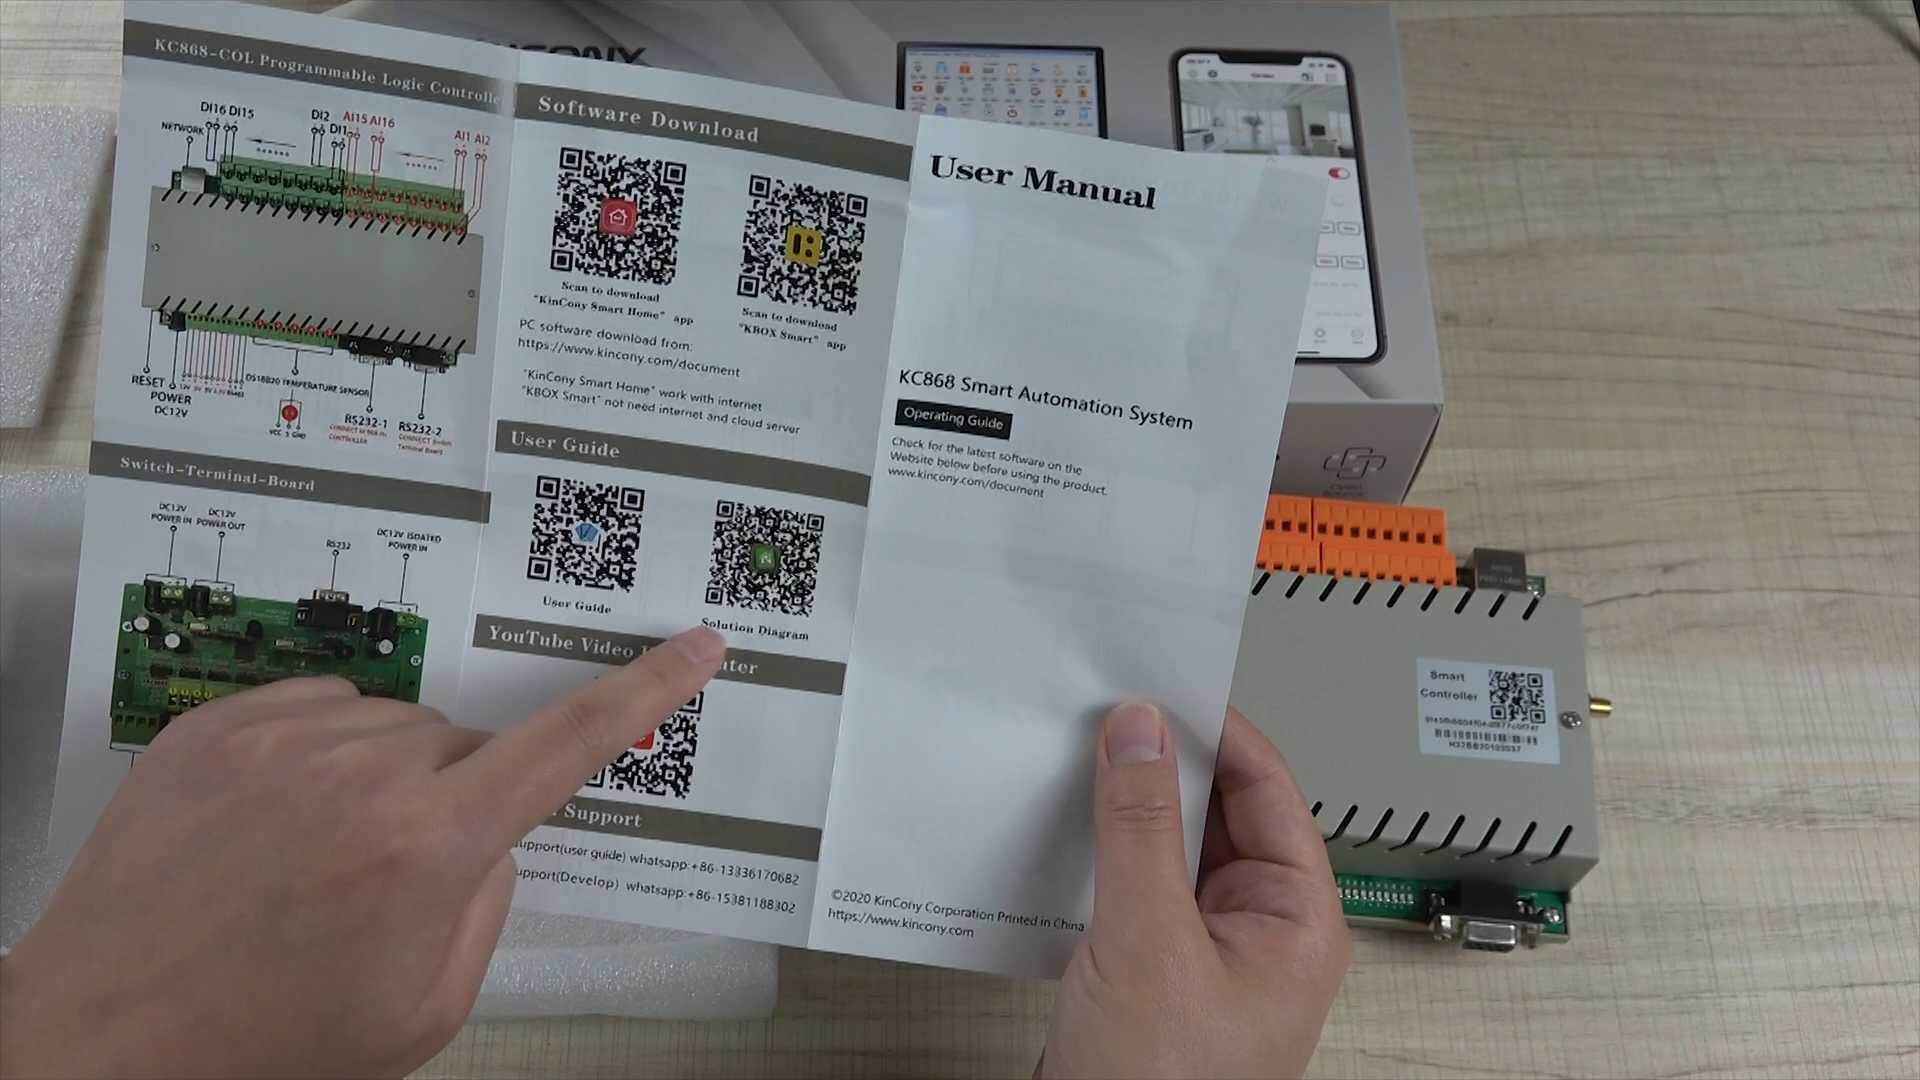 KC868-COL Programmable Logic Controlle
DI16 DI15
DI2
DI1
AI15 AI16
AI1 AI2
NETWORK
RESET
POWER
DC12V
DS18B20 TEMPERATURE SENSOR
VCC S GND
RS232-1
RS232-2
Switch-Terminal-Board
DC12V
POWER IN
DC12V
POWER OUT
RS232
POWER IN
Software Download
Scan to download
"KinCony Smart Home" app
Scan to download
"KBOX Smart" app
PC software download from:
https://www.kincony.com/document
"KinCony Smart Home" work with internet
"KBOX Smart" not need internet and cloud server
User Guide
User Guide
Solution Diagram
YouTube Video
Support
upport(user guide) whatsapp:+86-13336170682
upport(Develop) whatsapp:+86-15381188302
User Manual
KC868 Smart Automation System
Operating Guide
Check for the latest software on the
Website below before using the product.
www.kincony.com/document
©2020 KinCony Corporation Printed in China
https://www.kincony.com
Smart
Controller